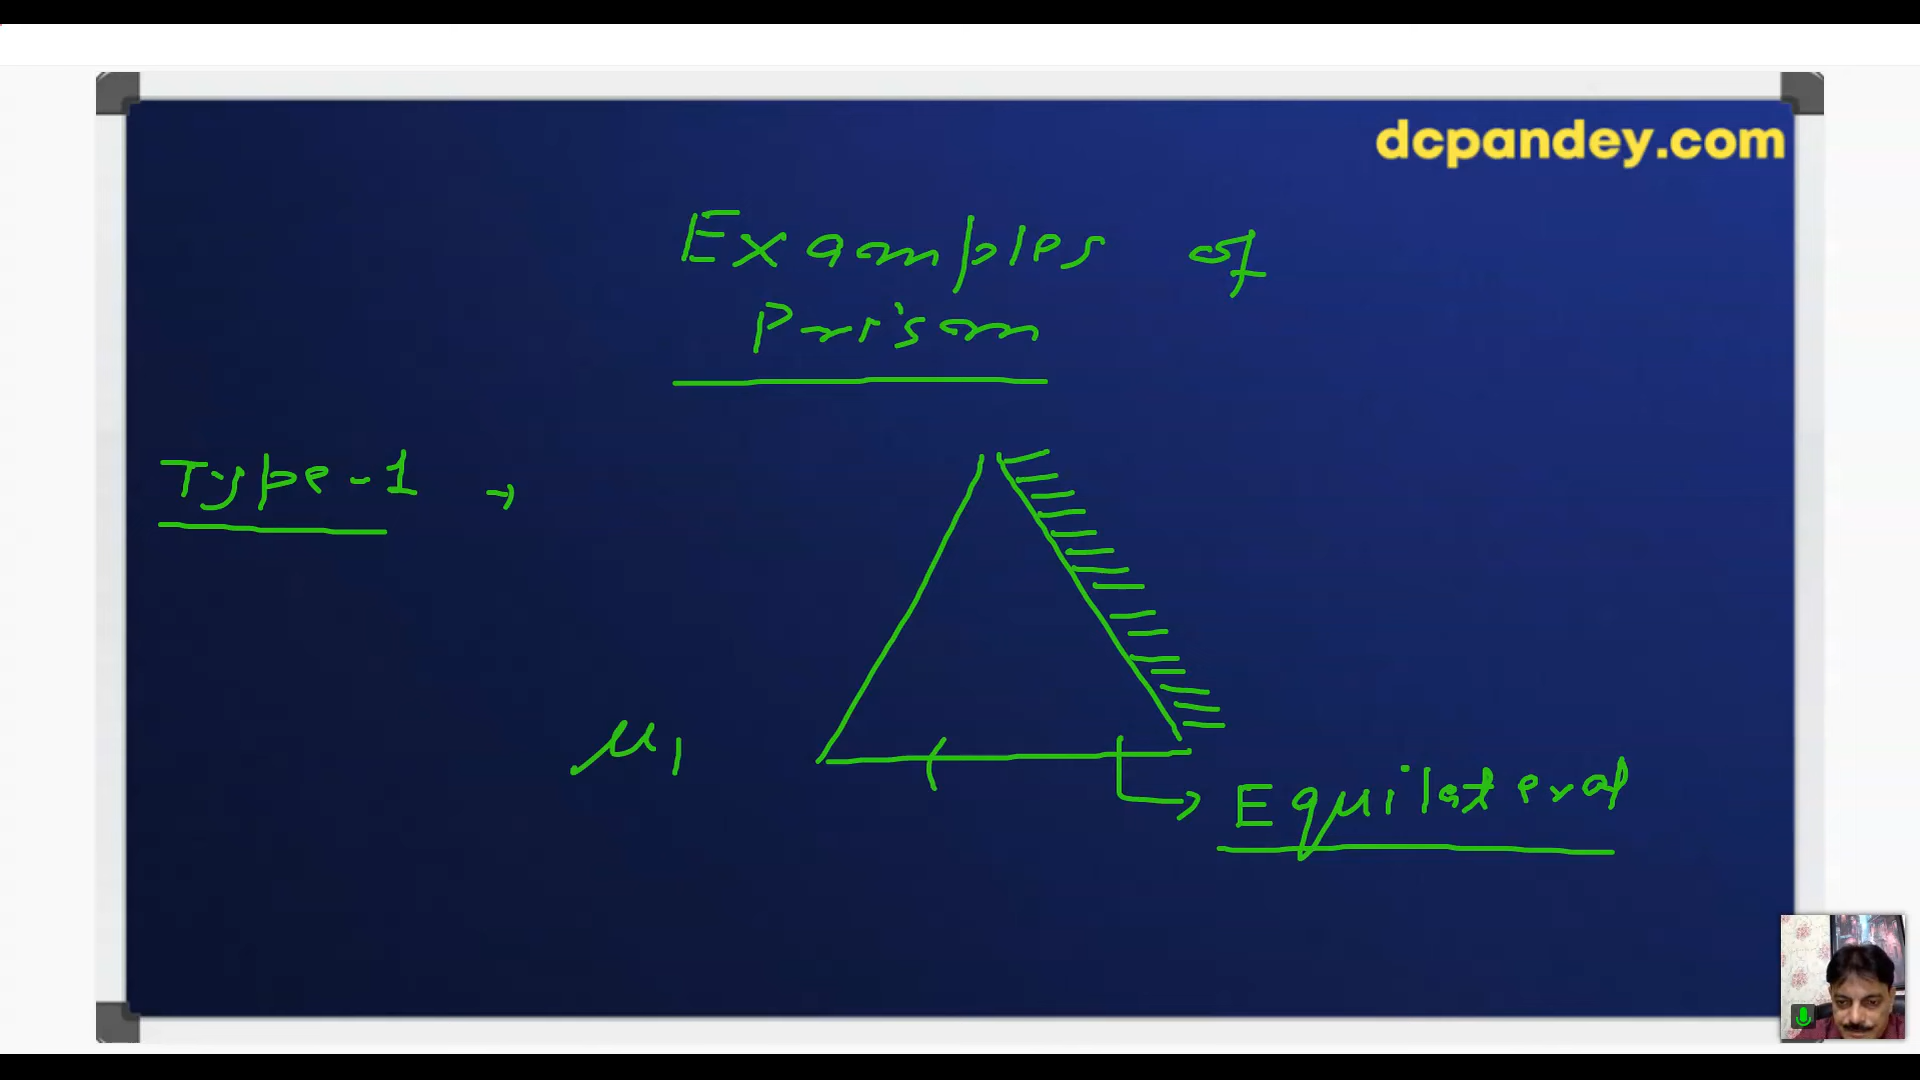 dcpandey.com
Examples of
Prism
Type-1 →
μ1
Equilateral